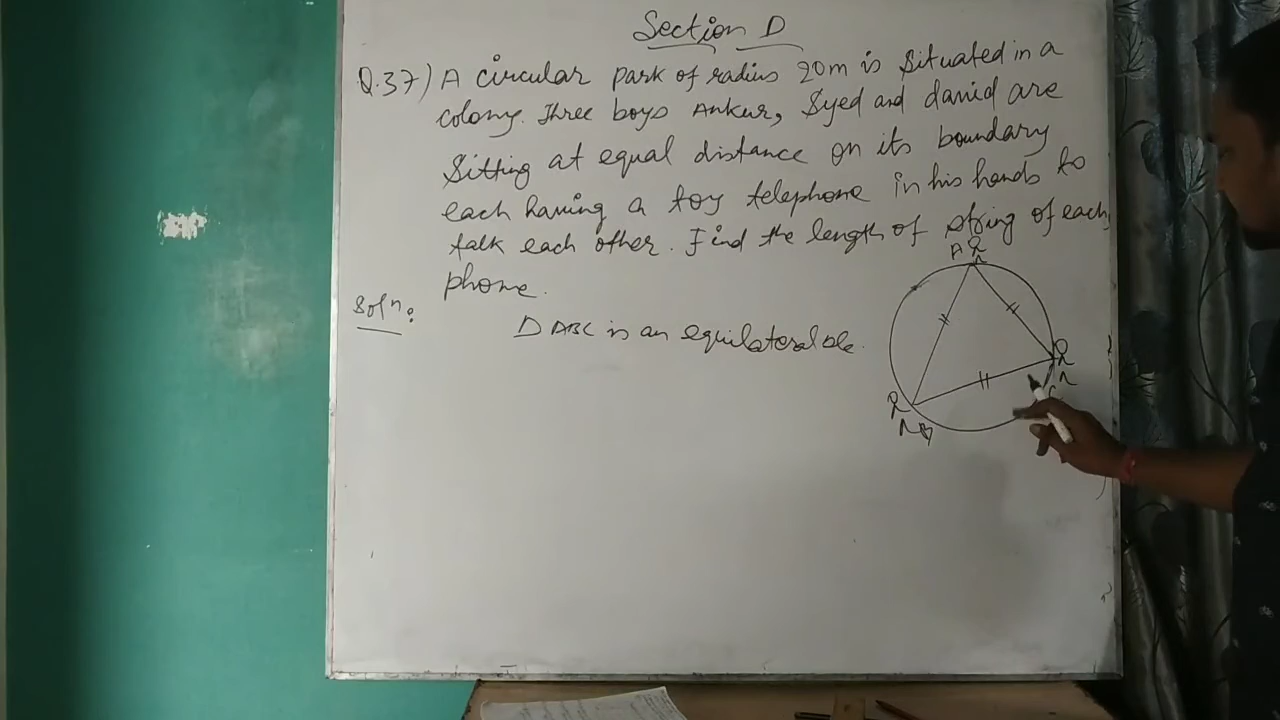 Section D
Q.37) A circular park of radius 20m is situated in a
colony. Three boys Ankur, Syed and david are
Sitting at equal distance on its boundary
each having a toy telephone in his hands to
talk each other. Find the length of string of each
phone.
Soln:
Δ ABC is an equilateral Δle.
A
B
C